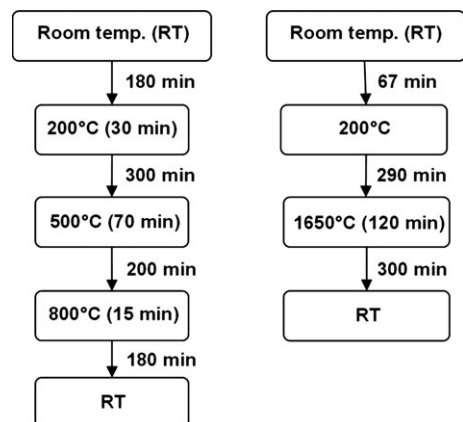 Room temp. (RT)
180 min
200°C (30 min)
300 min
500°C (70 min)
200 min
800°C (15 min)
180 min
RT
Room temp. (RT)
67 min
200°C
290 min
1650°C (120 min)
300 min
RT